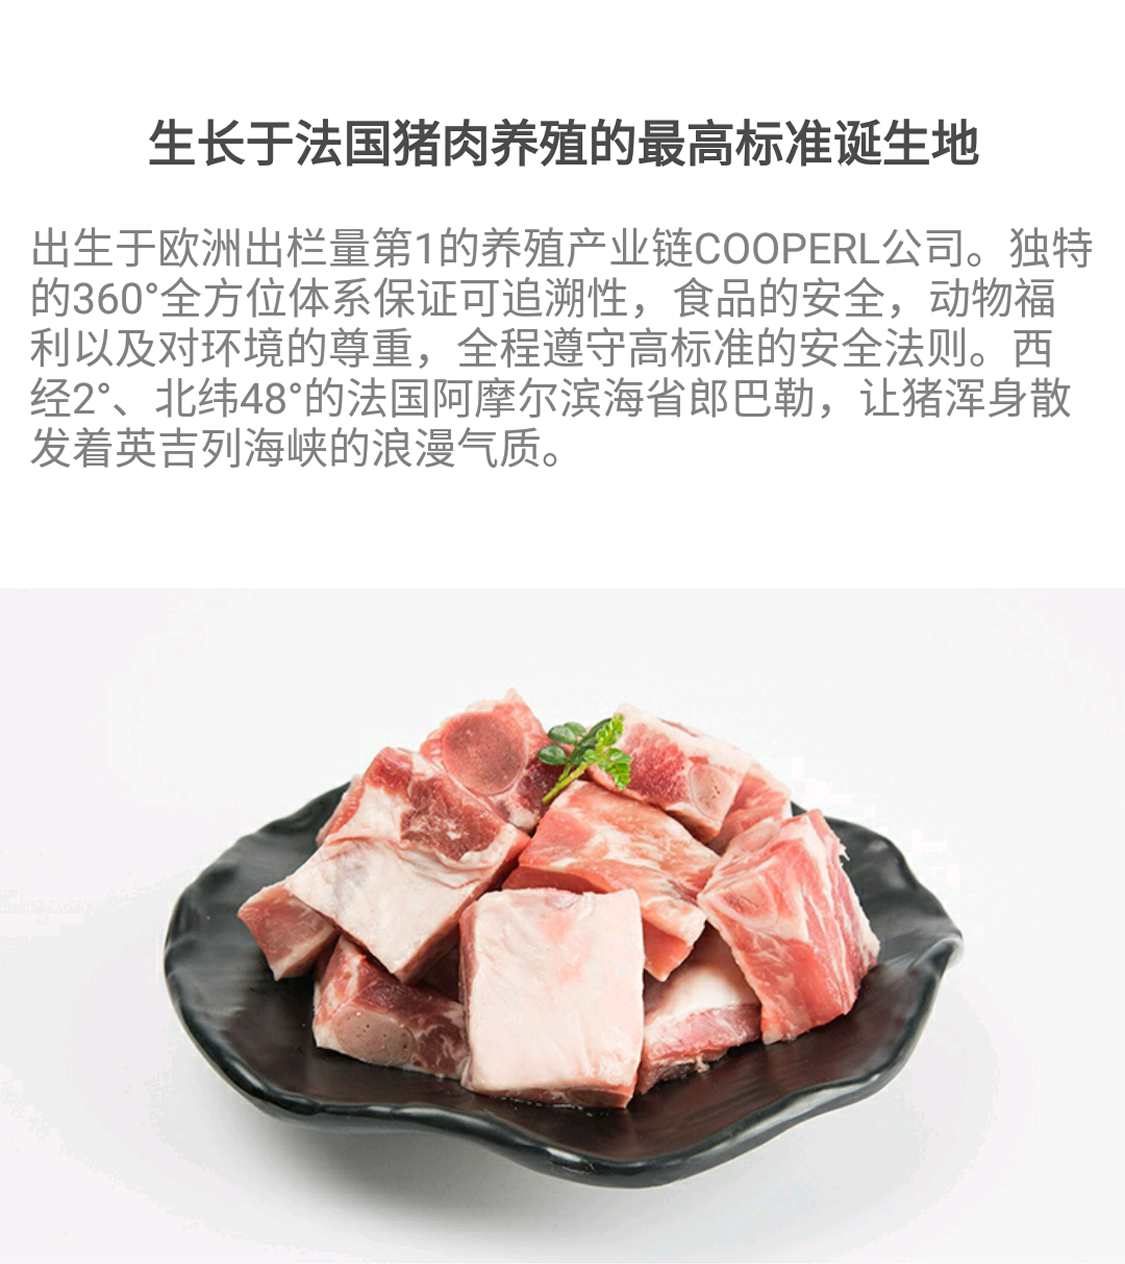 生长于法国猪肉养殖的最高标准诞生地
出生于欧洲出栏量第1的养殖产业链COOPERL公司。独特
的360°全方位体系保证可追溯性，食品的安全，动物福
利以及对环境的尊重，全程遵守高标准的安全法则。西
经2°、北纬48°的法国阿摩尔滨海省郎巴勒，让猪浑身散
发着英吉列海峡的浪漫气质。